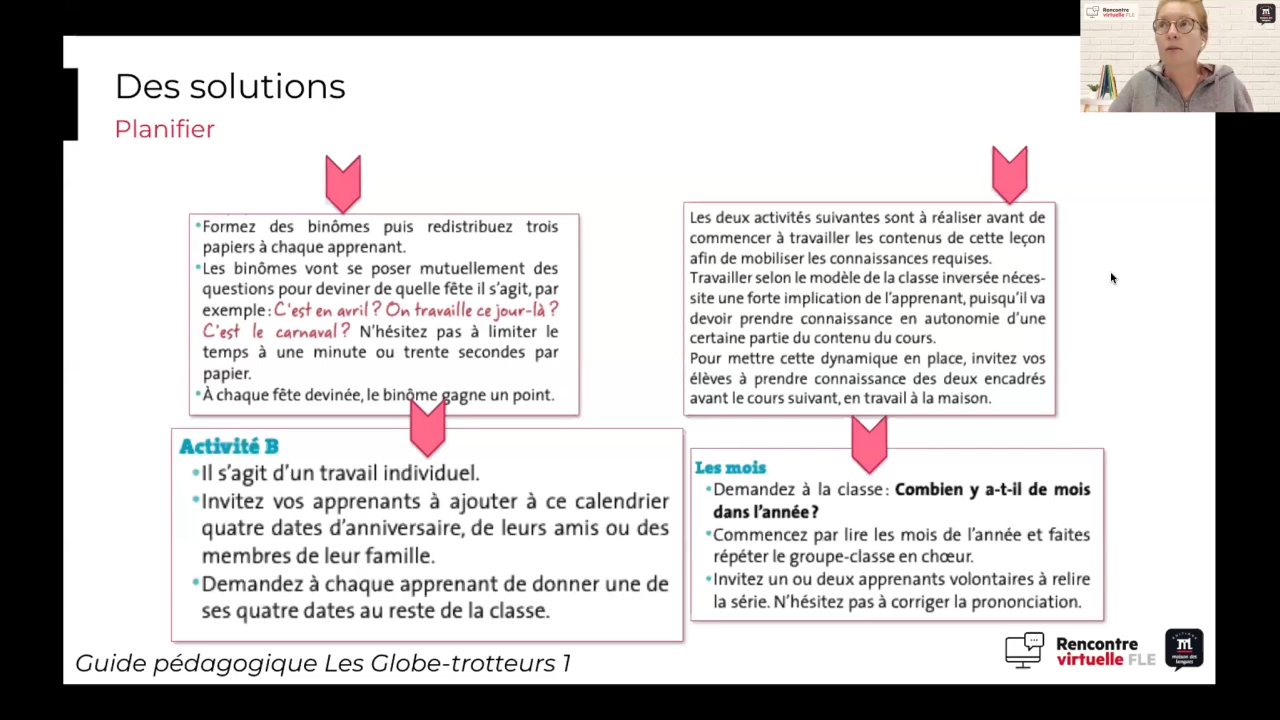 Des solutions
Planifier
•Formez des binômes puis redistribuez trois
papiers à chaque apprenant.
•Les binômes vont se poser mutuellement des
questions pour deviner de quelle fête il s'agit, par
exemple : C'est en avril ? On travaille ce jour-là ?
C'est le carnaval ? N'hésitez pas à limiter le
temps à une minute ou trente secondes par
papier.
•À chaque fête devinée, le binôme gagne un point.
Activité B
•Il s'agit d'un travail individuel.
•Invitez vos apprenants à ajouter à ce calendrier
quatre dates d'anniversaire, de leurs amis ou des
membres de leur famille.
•Demandez à chaque apprenant de donner une de
ses quatre dates au reste de la classe.
Les deux activités suivantes sont à réaliser avant de
commencer à travailler les contenus de cette leçon
afin de mobiliser les connaissances requises.
Travailler selon le modèle de la classe inversée néces-
site une forte implication de l'apprenant, puisqu'il va
devoir prendre connaissance en autonomie d'une
certaine partie du contenu du cours.
Pour mettre cette dynamique en place, invitez vos
élèves à prendre connaissance des deux encadrés
avant le cours suivant, en travail à la maison.
Les mois
•Demandez à la classe : Combien y a-t-il de mois
dans l'année ?
•Commencez par lire les mois de l'année et faites
répéter le groupe-classe en chœur.
•Invitez un ou deux apprenants volontaires à relire
la série. N'hésitez pas à corriger la prononciation.
Guide pédagogique Les Globe-trotteurs 1
Rencontre
virtuelle FLE
maison des
langues
Rencontre
virtuelle FLE